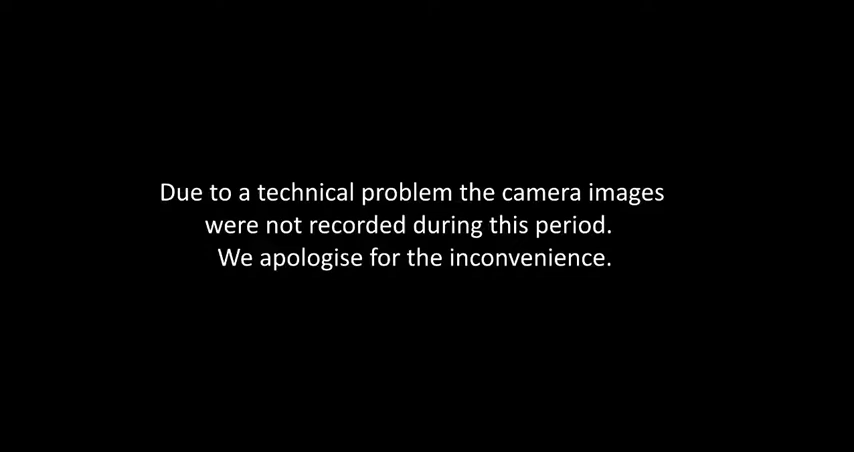 Due to a technical problem the camera images
were not recorded during this period.
We apologise for the inconvenience.